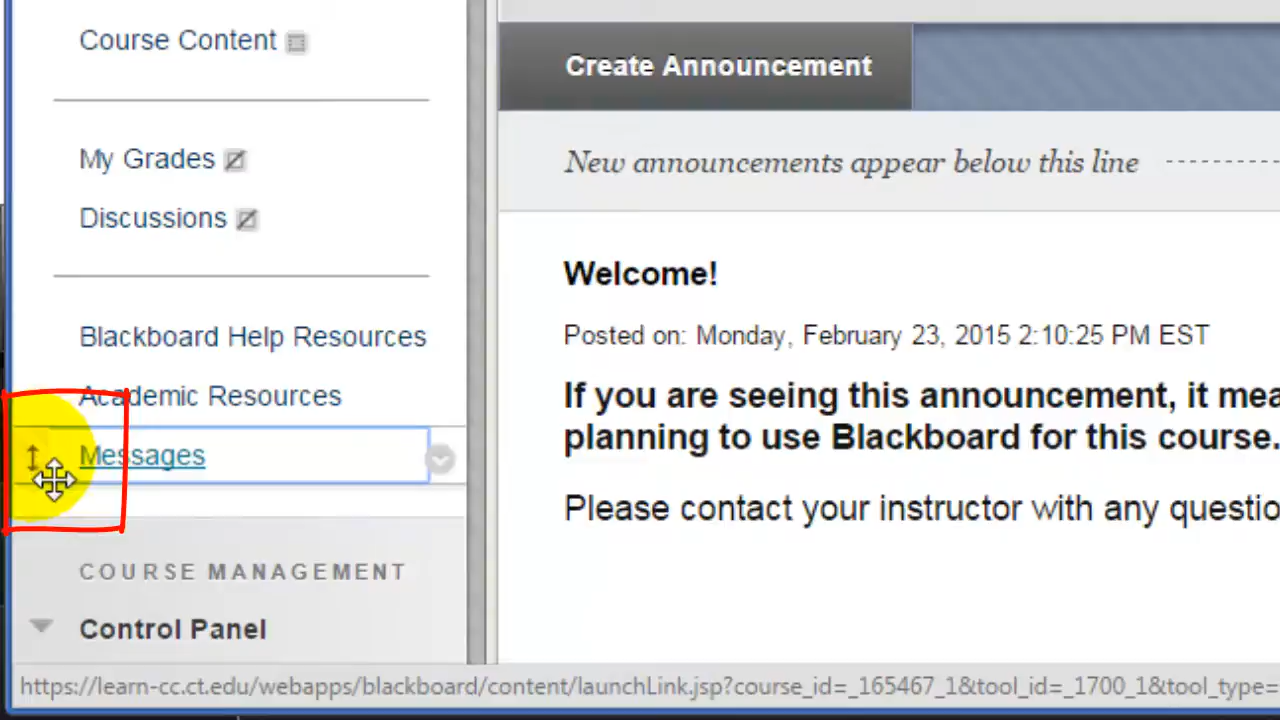 Course Content
My Grades
Discussions
Blackboard Help Resources
Academic Resources
Messages
COURSE MANAGEMENT
Control Panel
Create Announcement
New announcements appear below this line
Welcome!
Posted on: Monday, February 23, 2015 2:10:25 PM EST
If you are seeing this announcement, it mea
planning to use Blackboard for this course.
Please contact your instructor with any questio
https://learn-cc.ct.edu/webapps/blackboard/content/launchLink.jsp?course_id=_165467_1&tool_id=_1700_1&tool_type=